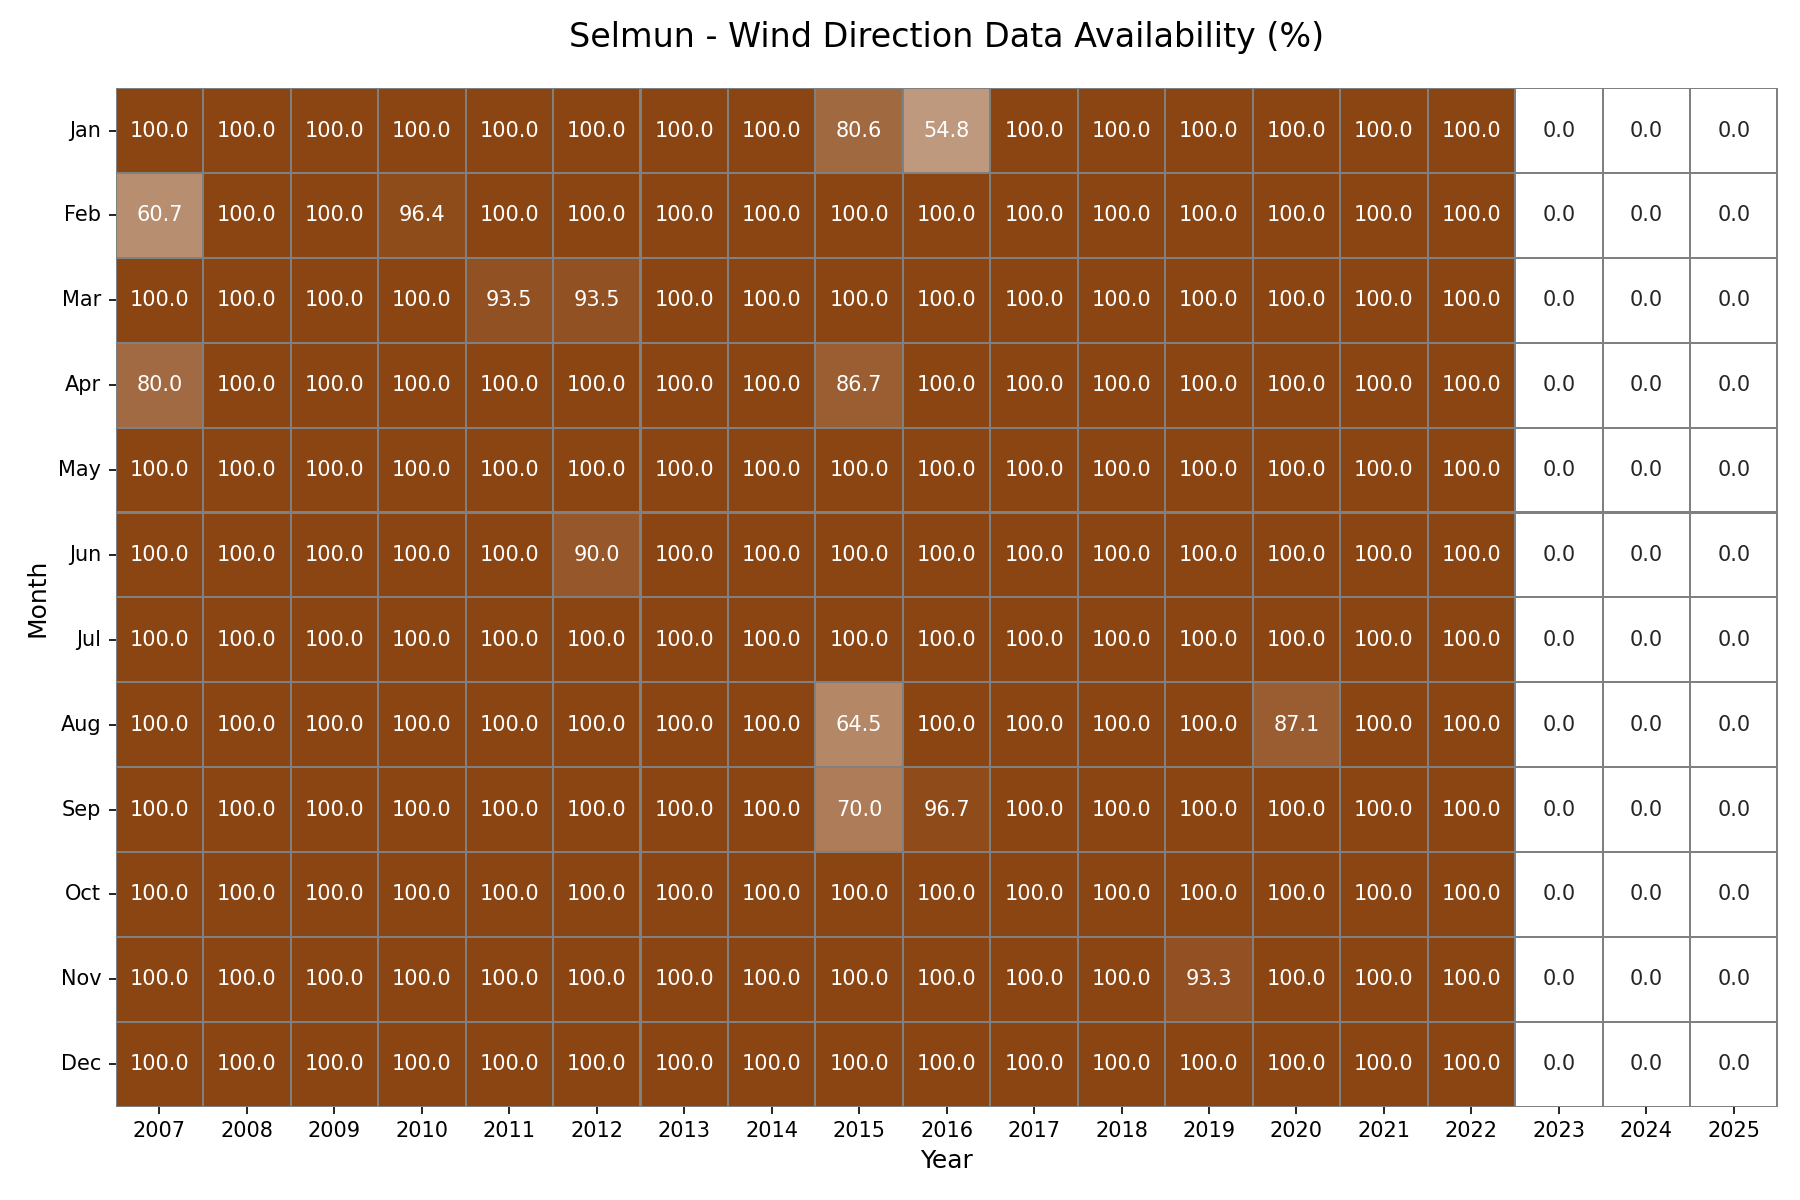 Selmun - Wind Direction Data Availability (%)
Jan 100.0 100.0 100.0 100.0 100.0 100.0 100.0 100.0 80.6 54.8 100.0 100.0 100.0 100.0 100.0 100.0 0.0 0.0 0.0
Feb 60.7 100.0 100.0 96.4 100.0 100.0 100.0 100.0 100.0 100.0 100.0 100.0 100.0 100.0 100.0 100.0 0.0 0.0 0.0
Mar 100.0 100.0 100.0 100.0 93.5 93.5 100.0 100.0 100.0 100.0 100.0 100.0 100.0 100.0 100.0 100.0 0.0 0.0 0.0
Apr 80.0 100.0 100.0 100.0 100.0 100.0 100.0 100.0 86.7 100.0 100.0 100.0 100.0 100.0 100.0 100.0 0.0 0.0 0.0
May 100.0 100.0 100.0 100.0 100.0 100.0 100.0 100.0 100.0 100.0 100.0 100.0 100.0 100.0 100.0 100.0 0.0 0.0 0.0
Jun 100.0 100.0 100.0 100.0 100.0 90.0 100.0 100.0 100.0 100.0 100.0 100.0 100.0 100.0 100.0 100.0 0.0 0.0 0.0
Month
Jul 100.0 100.0 100.0 100.0 100.0 100.0 100.0 100.0 100.0 100.0 100.0 100.0 100.0 100.0 100.0 100.0 0.0 0.0 0.0
Aug 100.0 100.0 100.0 100.0 100.0 100.0 100.0 100.0 64.5 100.0 100.0 100.0 100.0 87.1 100.0 100.0 0.0 0.0 0.0
Sep 100.0 100.0 100.0 100.0 100.0 100.0 100.0 100.0 70.0 96.7 100.0 100.0 100.0 100.0 100.0 100.0 0.0 0.0 0.0
Oct 100.0 100.0 100.0 100.0 100.0 100.0 100.0 100.0 100.0 100.0 100.0 100.0 100.0 100.0 100.0 100.0 0.0 0.0 0.0
Nov 100.0 100.0 100.0 100.0 100.0 100.0 100.0 100.0 100.0 100.0 100.0 100.0 93.3 100.0 100.0 100.0 0.0 0.0 0.0
Dec 100.0 100.0 100.0 100.0 100.0 100.0 100.0 100.0 100.0 100.0 100.0 100.0 100.0 100.0 100.0 100.0 0.0 0.0 0.0
2007 2008 2009 2010 2011 2012 2013 2014 2015 2016 2017 2018 2019 2020 2021 2022 2023 2024 2025
Year